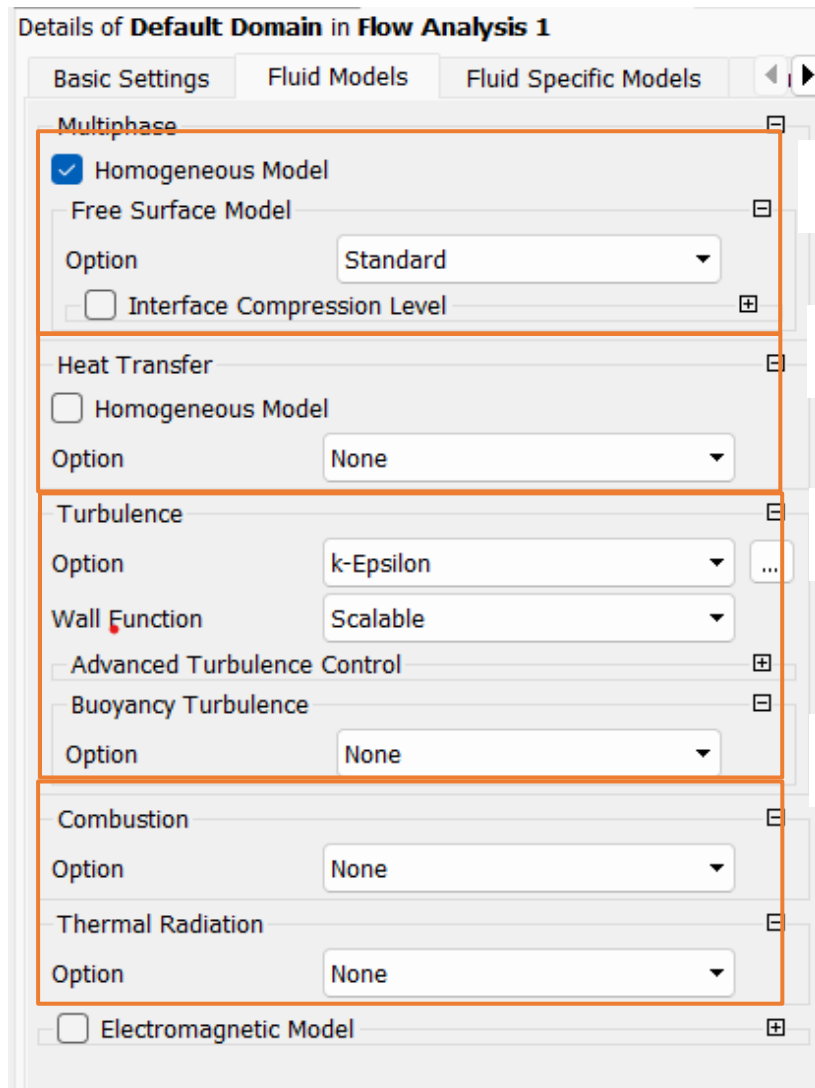 Details of Default Domain in Flow Analysis 1
Basic Settings Fluid Models Fluid Specific Models
Multiphase
Homogeneous Model
Free Surface Model
Option Standard
Interface Compression Level
Heat Transfer
Homogeneous Model
Option None
Turbulence
Option k-Epsilon ...
Wall Function Scalable
Advanced Turbulence Control
Buoyancy Turbulence
Option None
Combustion
Option None
Thermal Radiation
Option None
Electromagnetic Model